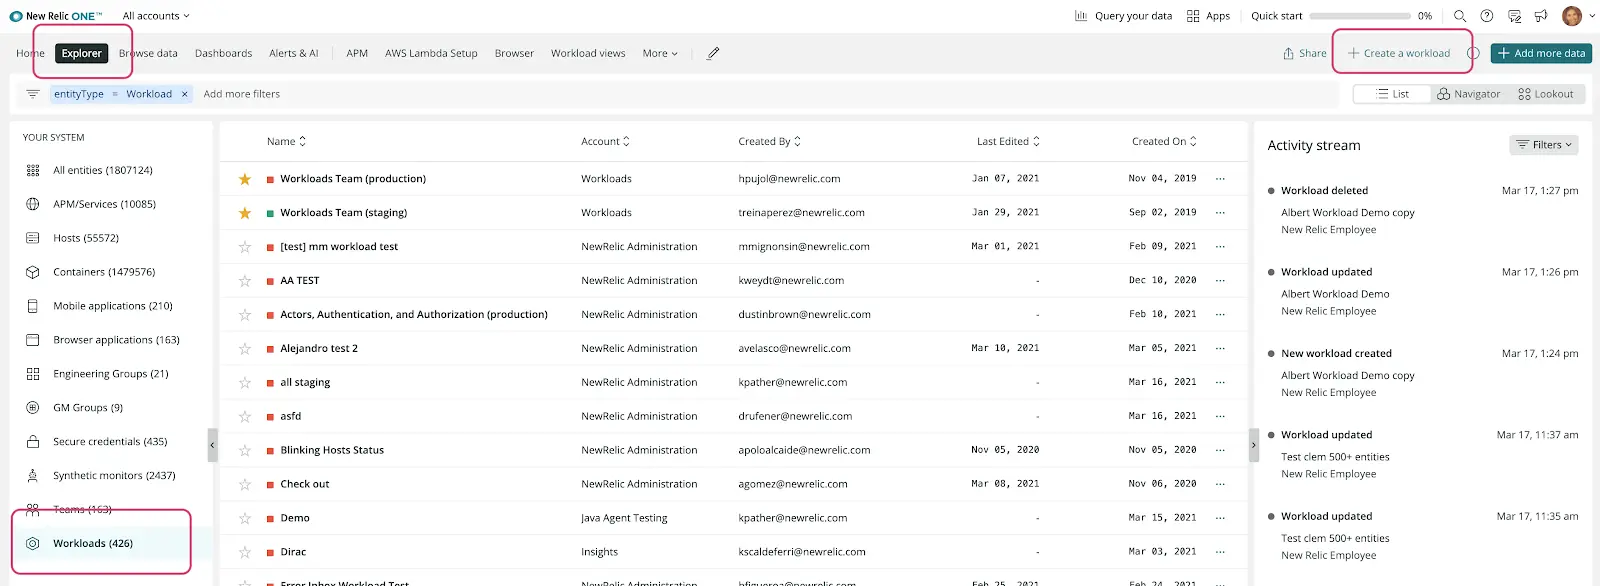 New Relic ONE™ All accounts Query your data Apps Quick start 0%
Home Explorer Browse data Dashboards Alerts & AI APM AWS Lambda Setup Browser Workload views More Share + Create a workload + Add more data
entityType = Workload × Add more filters List Navigator Lookout
YOUR SYSTEM
All entities (1807124)
APM/Services (10085)
Hosts (55572)
Containers (1479576)
Mobile applications (210)
Browser applications (163)
Engineering Groups (21)
GM Groups (9)
Secure credentials (435)
Synthetic monitors (2437)
Teams (163)
Workloads (426)
Name Account Created By Last Edited Created On
Workloads Team (production) Workloads hpujol@newrelic.com Jan 07, 2021 Nov 04, 2019 ...
Workloads Team (staging) Workloads treinaperez@newrelic.com Jan 29, 2021 Sep 02, 2019 ...
[test] mm workload test NewRelic Administration mmignonsin@newrelic.com Mar 01, 2021 Feb 09, 2021 ...
AA TEST NewRelic Administration kweydt@newrelic.com - Dec 10, 2020 ...
Actors, Authentication, and Authorization (production) NewRelic Administration dustinbrown@newrelic.com - Feb 10, 2021 ...
Alejandro test 2 NewRelic Administration avelasco@newrelic.com Mar 10, 2021 Mar 05, 2021 ...
all staging NewRelic Administration kpather@newrelic.com - Mar 16, 2021 ...
asfd NewRelic Administration drufener@newrelic.com - Mar 16, 2021 ...
Blinking Hosts Status NewRelic Administration apoloalcaide@newrelic.com Nov 05, 2020 Nov 05, 2020 ...
Check out NewRelic Administration agomez@newrelic.com Mar 08, 2021 Nov 06, 2020 ...
Demo Java Agent Testing kpather@newrelic.com - Mar 15, 2021 ...
Dirac Insights kscaldeferri@newrelic.com - Mar 03, 2021 ...
Error Inbox Workload Test NewRelic Administration bfigueroa@newrelic.com Feb 25, 2021 Feb 24, 2021 ...
Activity stream Filters
Workload deleted Mar 17, 1:27 pm
Albert Workload Demo copy
New Relic Employee
Workload updated Mar 17, 1:26 pm
Albert Workload Demo
New Relic Employee
New workload created Mar 17, 1:24 pm
Albert Workload Demo copy
New Relic Employee
Workload updated Mar 17, 11:37 am
Test clem 500+ entities
New Relic Employee
Workload updated Mar 17, 11:35 am
Test clem 500+ entities
New Relic Employee